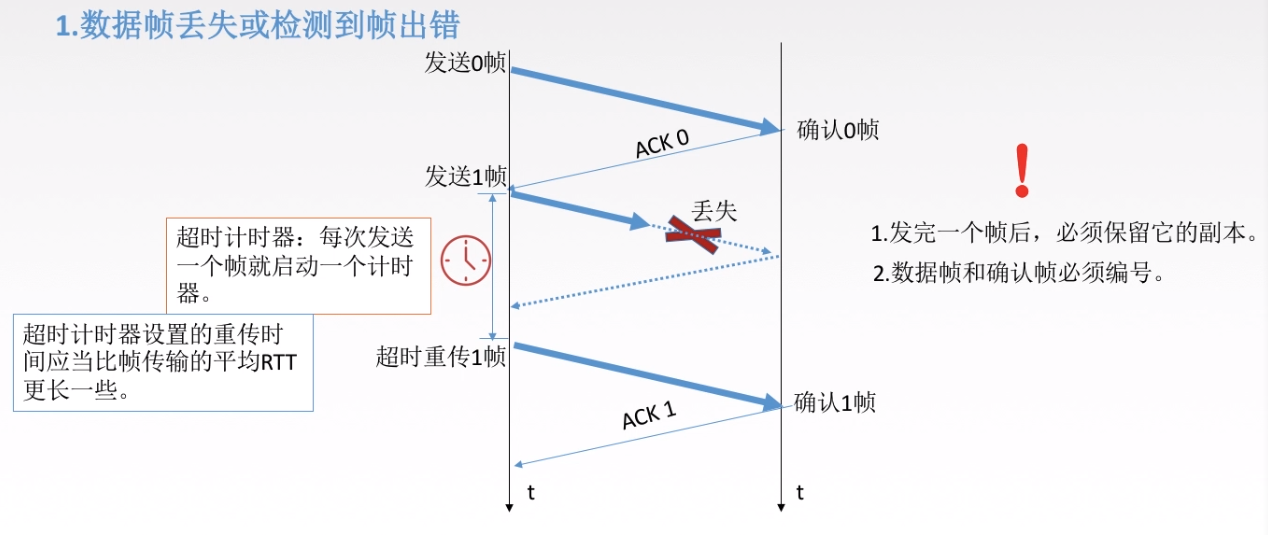 1.数据帧丢失或检测到帧出错
发送0帧
确认0帧
ACK 0
发送1帧
丢失
超时计时器：每次发送
一个帧就启动一个计时
器。
1.发完一个帧后，必须保留它的副本。
2.数据帧和确认帧必须编号。
超时计时器设置的重传时
间应当比帧传输的平均RTT
更长一些。
超时重传1帧
确认1帧
ACK 1
t
t